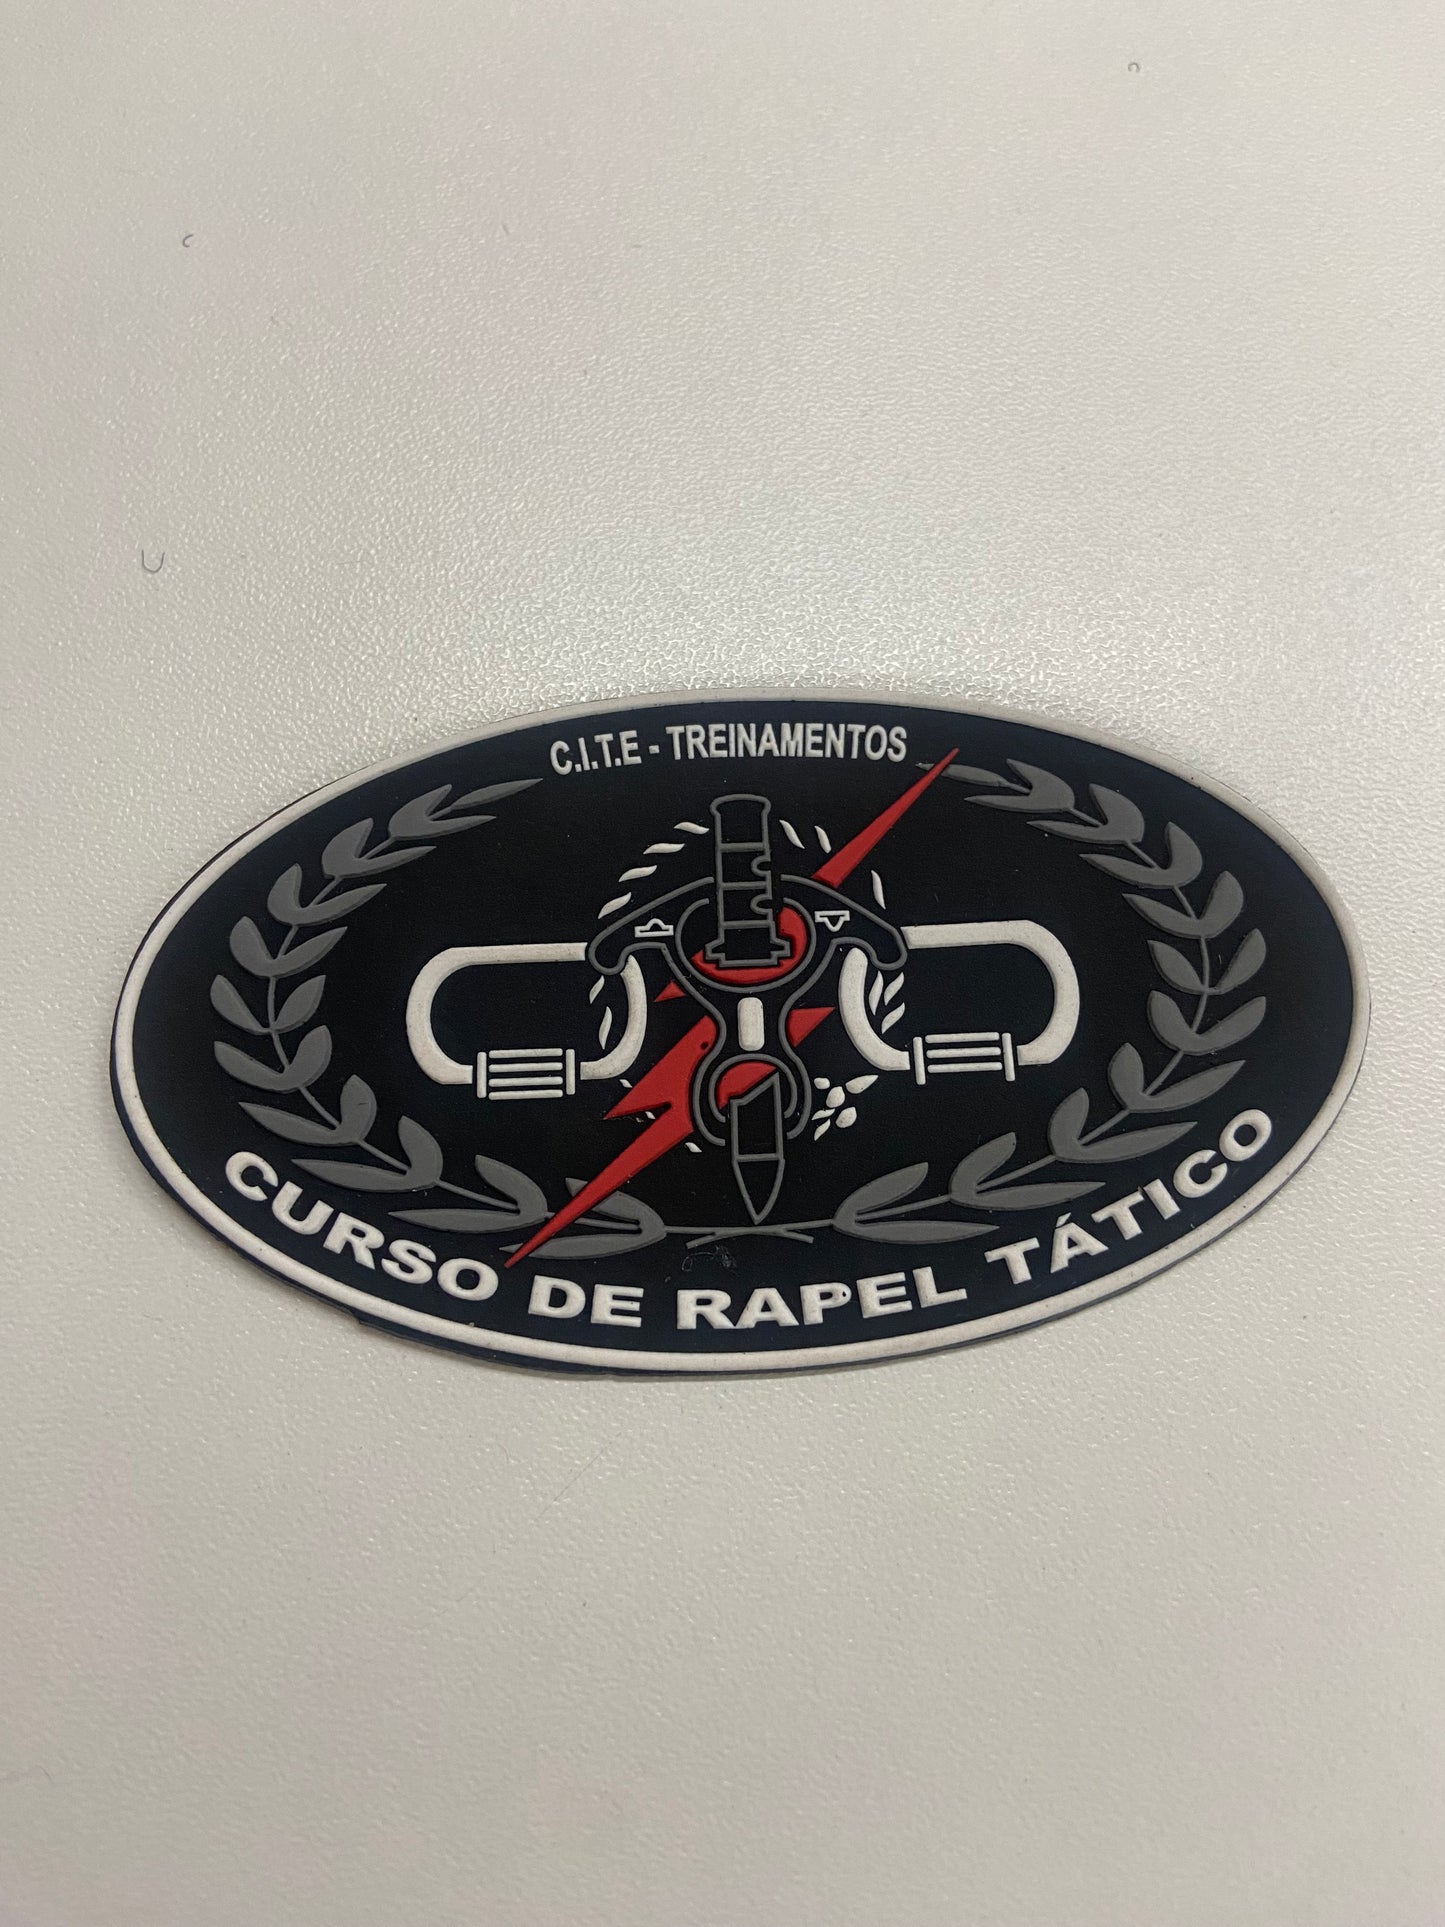 C.I.T.E - TREINAMENTOS
CURSO DE RAPEL TÁTICO